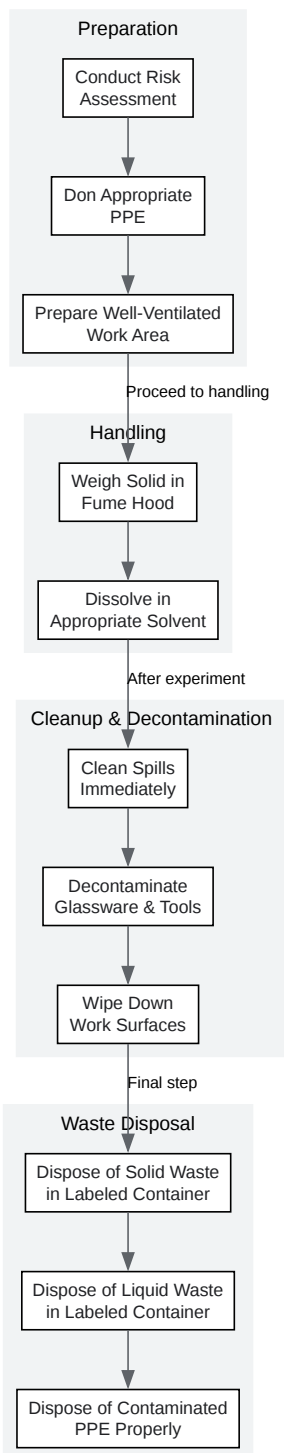 Preparation
Conduct Risk
Assessment
Don Appropriate
PPE
Prepare Well-Ventilated
Work Area
Proceed to handling
Handling
Weigh Solid in
Fume Hood
Dissolve in
Appropriate Solvent
After experiment
Cleanup & Decontamination
Clean Spills
Immediately
Decontaminate
Glassware & Tools
Wipe Down
Work Surfaces
Final step
Waste Disposal
Dispose of Solid Waste
in Labeled Container
Dispose of Liquid Waste
in Labeled Container
Dispose of Contaminated
PPE Properly